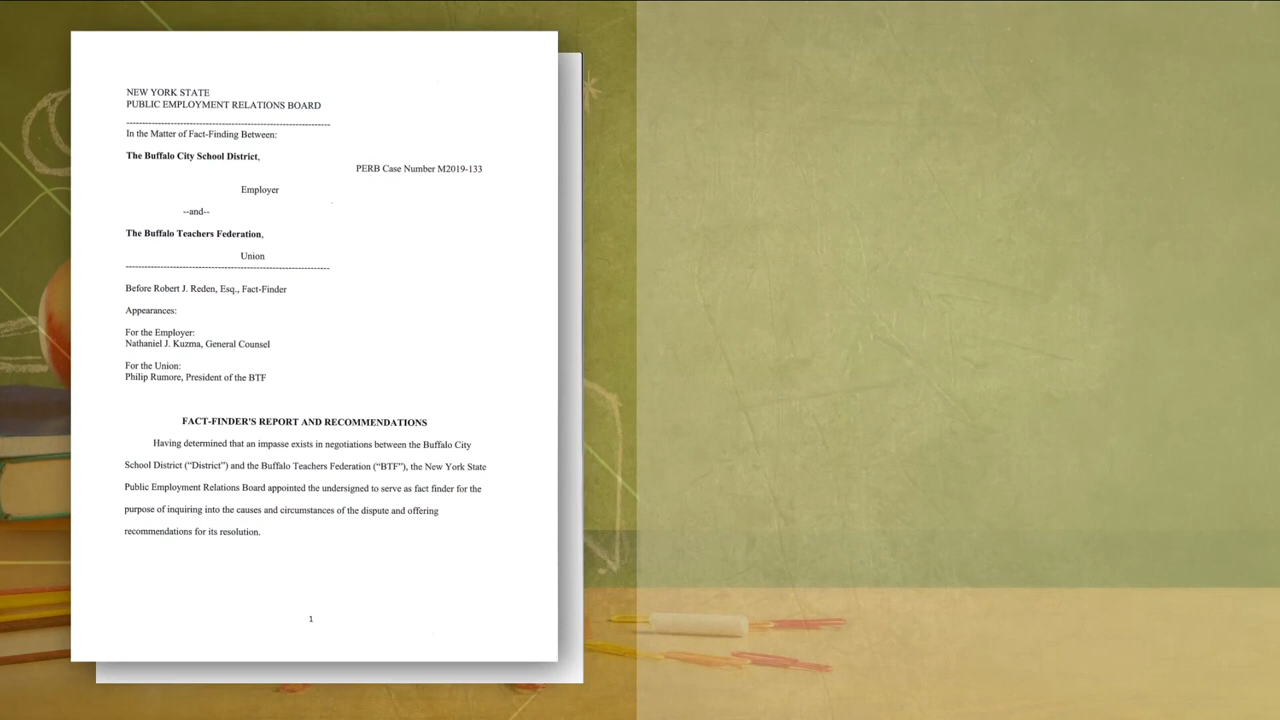 NEW YORK STATE
PUBLIC EMPLOYMENT RELATIONS BOARD
----------------------------------------------------------------
In the Matter of Fact-Finding Between:
The Buffalo City School District,
PERB Case Number M2019-133
Employer
--and--
The Buffalo Teachers Federation,
Union
----------------------------------------------------------------
Before Robert J. Reden, Esq., Fact-Finder
Appearances:
For the Employer:
Nathaniel J. Kuzma, General Counsel
For the Union:
Philip Rumore, President of the BTF
FACT-FINDER'S REPORT AND RECOMMENDATIONS
Having determined that an impasse exists in negotiations between the Buffalo City
School District (“District”) and the Buffalo Teachers Federation (“BTF”), the New York State
Public Employment Relations Board appointed the undersigned to serve as fact finder for the
purpose of inquiring into the causes and circumstances of the dispute and offering
recommendations for its resolution.
1